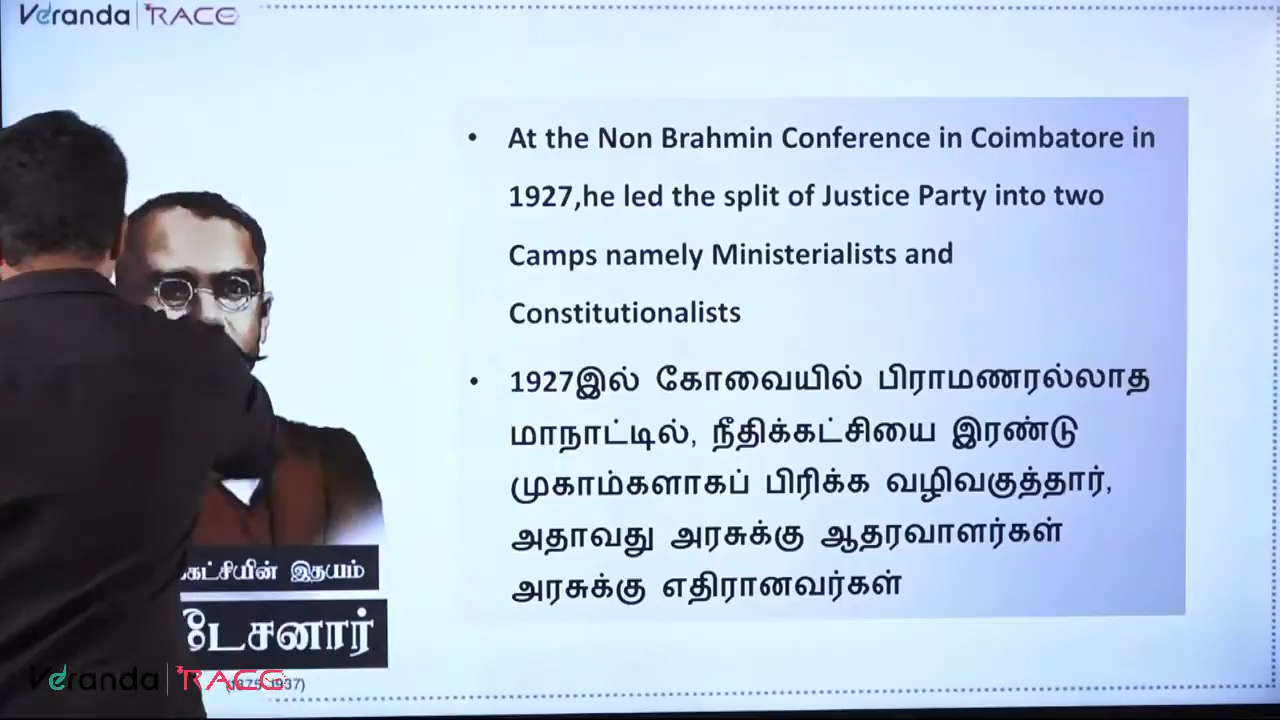 Veranda RACE
• At the Non Brahmin Conference in Coimbatore in
1927,he led the split of Justice Party into two
Camps namely Ministerialists and
Constitutionalists
• 1927இல் கோவையில் பிராமணரல்லாத
மாநாட்டில், நீதிக்கட்சியை இரண்டு
முகாம்களாகப் பிரிக்க வழிவகுத்தார்,
அதாவது அரசுக்கு ஆதரவாளர்கள்
அரசுக்கு எதிரானவர்கள்
கட்சியின் இதயம்
டேசனார்
Veranda RACE
1937)